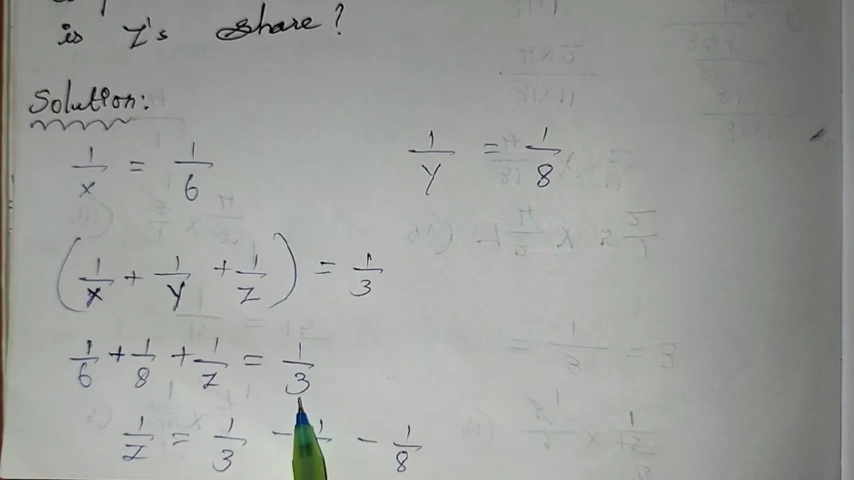 is Z's share?
Solution:
1/x = 1/6    1/Y = 1/8
(1/x + 1/Y + 1/Z) = 1/3
1/6 + 1/8 + 1/Z = 1/3
1/Z = 1/3 - 1/ - 1/8